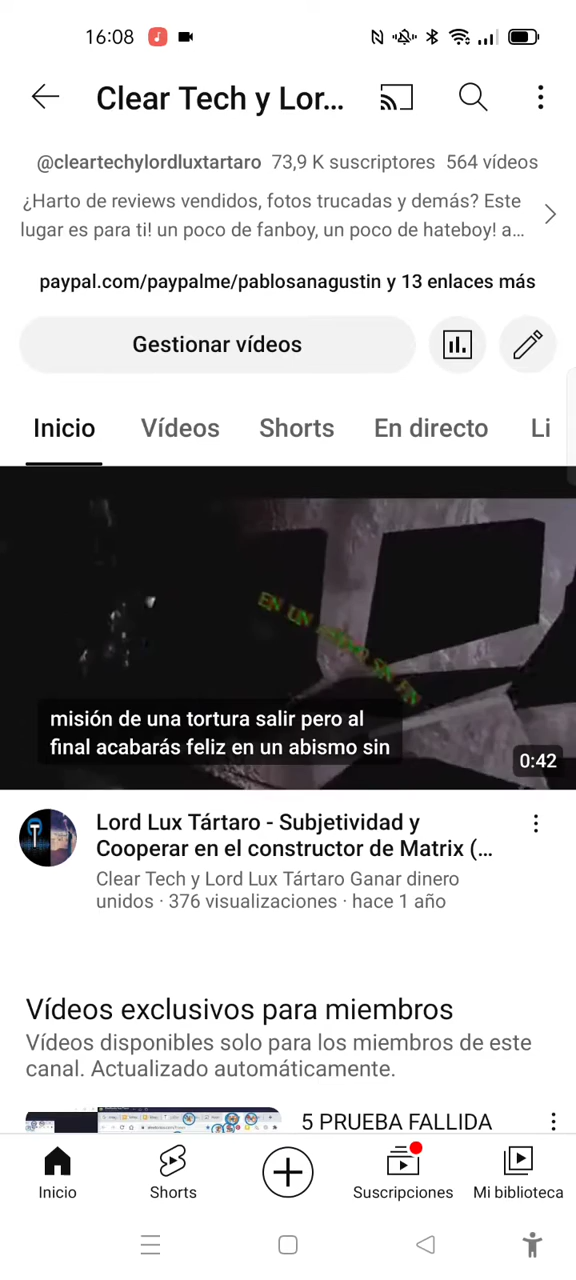 16:08
Clear Tech y Lor...
@cleartechylordluxtartaro 73,9 K suscriptores 564 vídeos
¿Harto de reviews vendidos, fotos trucadas y demás? Este
lugar es para ti! un poco de fanboy, un poco de hateboy! a...
paypal.com/paypalme/pablosanagustin y 13 enlaces más
Gestionar vídeos
Inicio Vídeos Shorts En directo Li
EN UN SIN FIN
misión de una tortura salir pero al
final acabarás feliz en un abismo sin
0:42
Lord Lux Tártaro - Subjetividad y
Cooperar en el constructor de Matrix (...
Clear Tech y Lord Lux Tártaro Ganar dinero
unidos · 376 visualizaciones · hace 1 año
Vídeos exclusivos para miembros
Vídeos disponibles solo para los miembros de este
canal. Actualizado automáticamente.
5 PRUEBA FALLIDA
Inicio Shorts Suscripciones Mi biblioteca